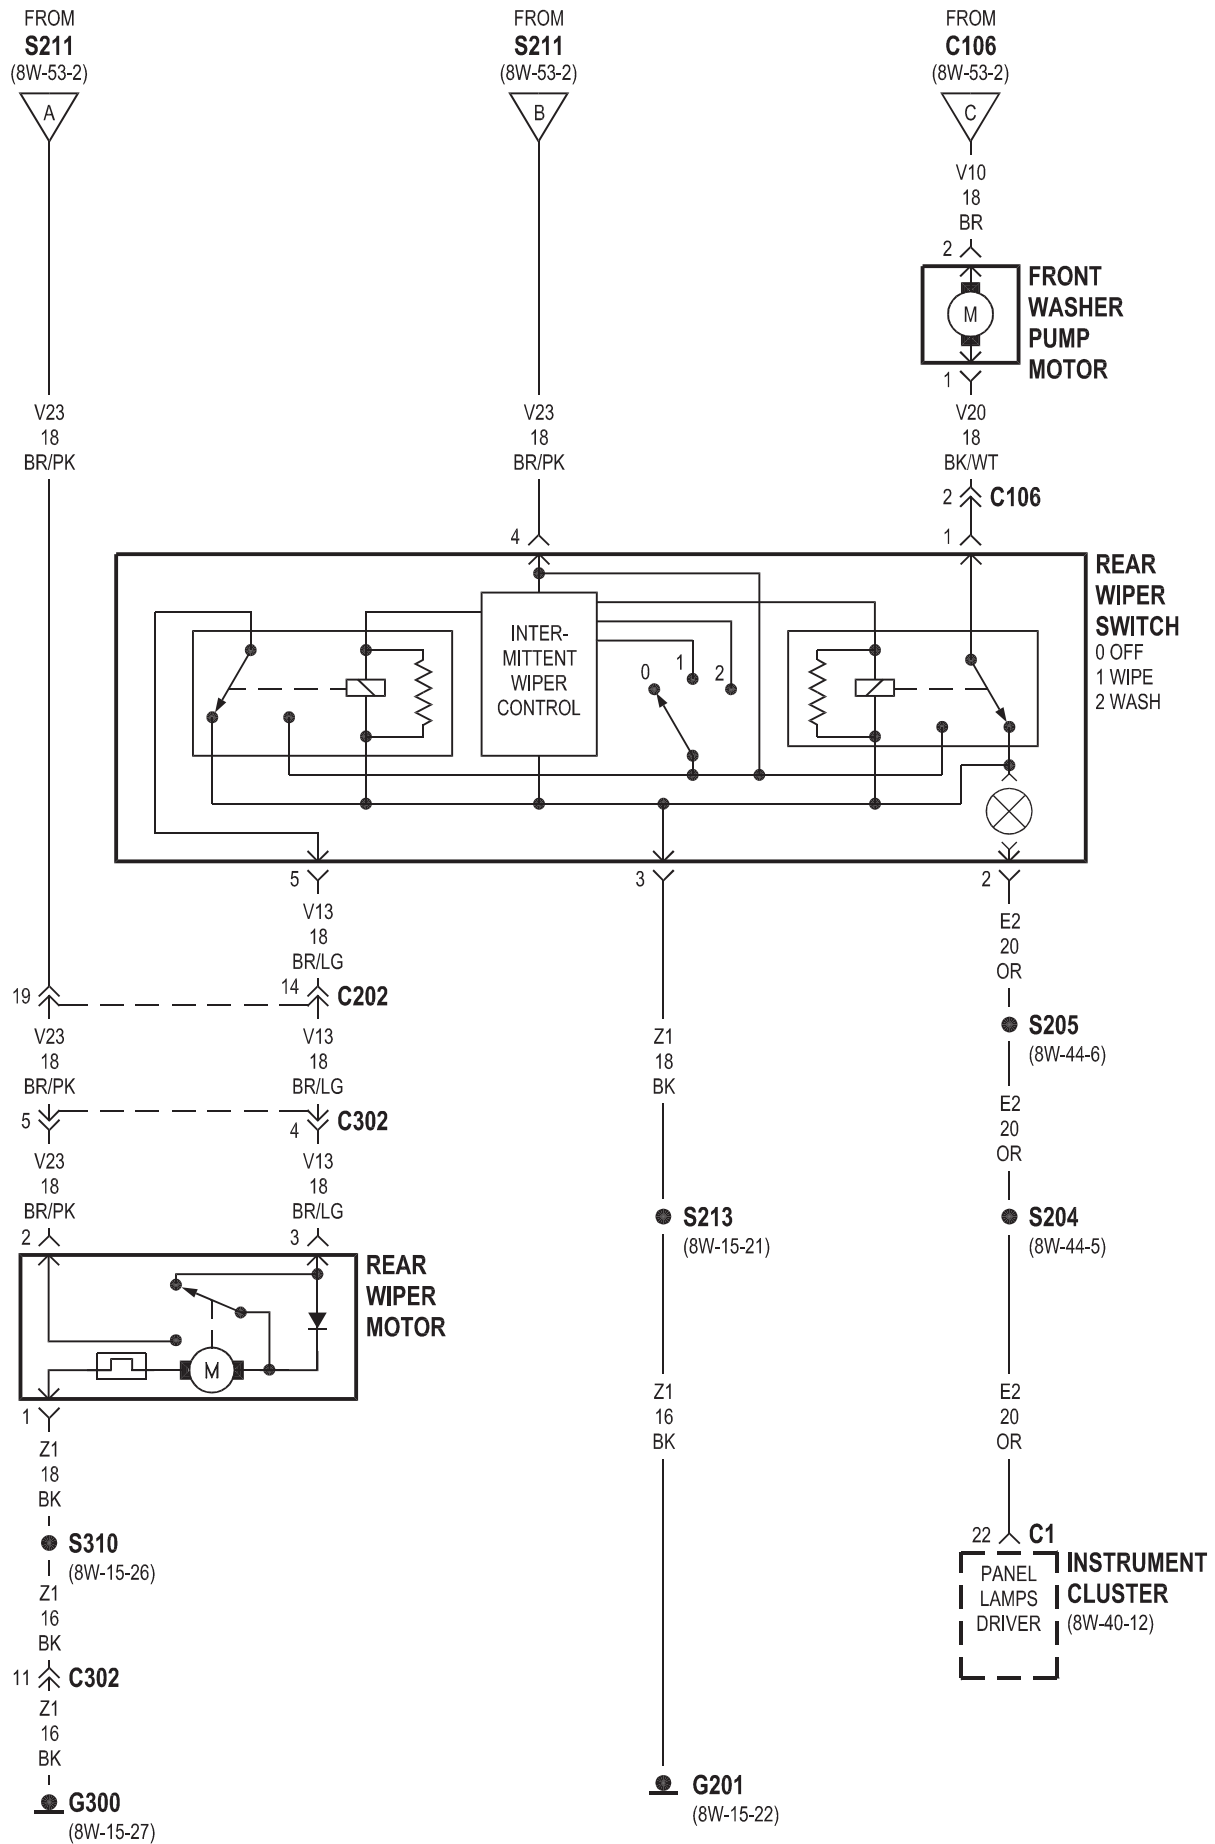 FROM
S211
(8W-53-2)
A
FROM
S211
(8W-53-2)
B
FROM
C106
(8W-53-2)
C
V10
18
BR
2
M
FRONT
WASHER
PUMP
MOTOR
1
V23
18
BR/PK
V23
18
BR/PK
V20
18
BK/WT
2
C106
4
1
REAR
WIPER
SWITCH
0 OFF
1 WIPE
2 WASH
INTER-
MITTENT
WIPER
CONTROL
0
1
2
5
3
2
V13
18
BR/LG
19
14
C202
V23
18
BR/PK
V13
18
BR/LG
5
4
C302
V23
18
BR/PK
V13
18
BR/LG
2
3
REAR
WIPER
MOTOR
M
1
Z1
18
BK
S310
(8W-15-26)
Z1
16
BK
11
C302
Z1
16
BK
G300
(8W-15-27)
Z1
18
BK
S213
(8W-15-21)
Z1
16
BK
G201
(8W-15-22)
E2
20
OR
S205
(8W-44-6)
E2
20
OR
S204
(8W-44-5)
E2
20
OR
22
C1
PANEL
LAMPS
DRIVER
INSTRUMENT
CLUSTER
(8W-40-12)